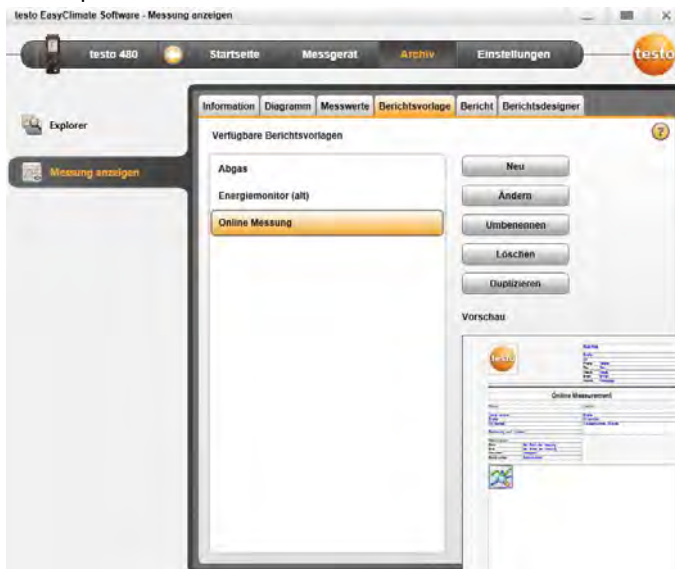 testo EasyClimate Software - Messung anzeigen
testo 480 Startseite Messgerät Archiv Einstellungen testo
Information Diagramm Messwerte Berichtsvorlage Bericht Berichtsdesigner
Explorer
Messung anzeigen
Verfügbare Berichtsvorlagen
Abgas
Energiemonitor (alt)
Online Messung
Neu
Ändern
Umbenennen
Löschen
Duplizieren
Vorschau
testo
Online Measurement